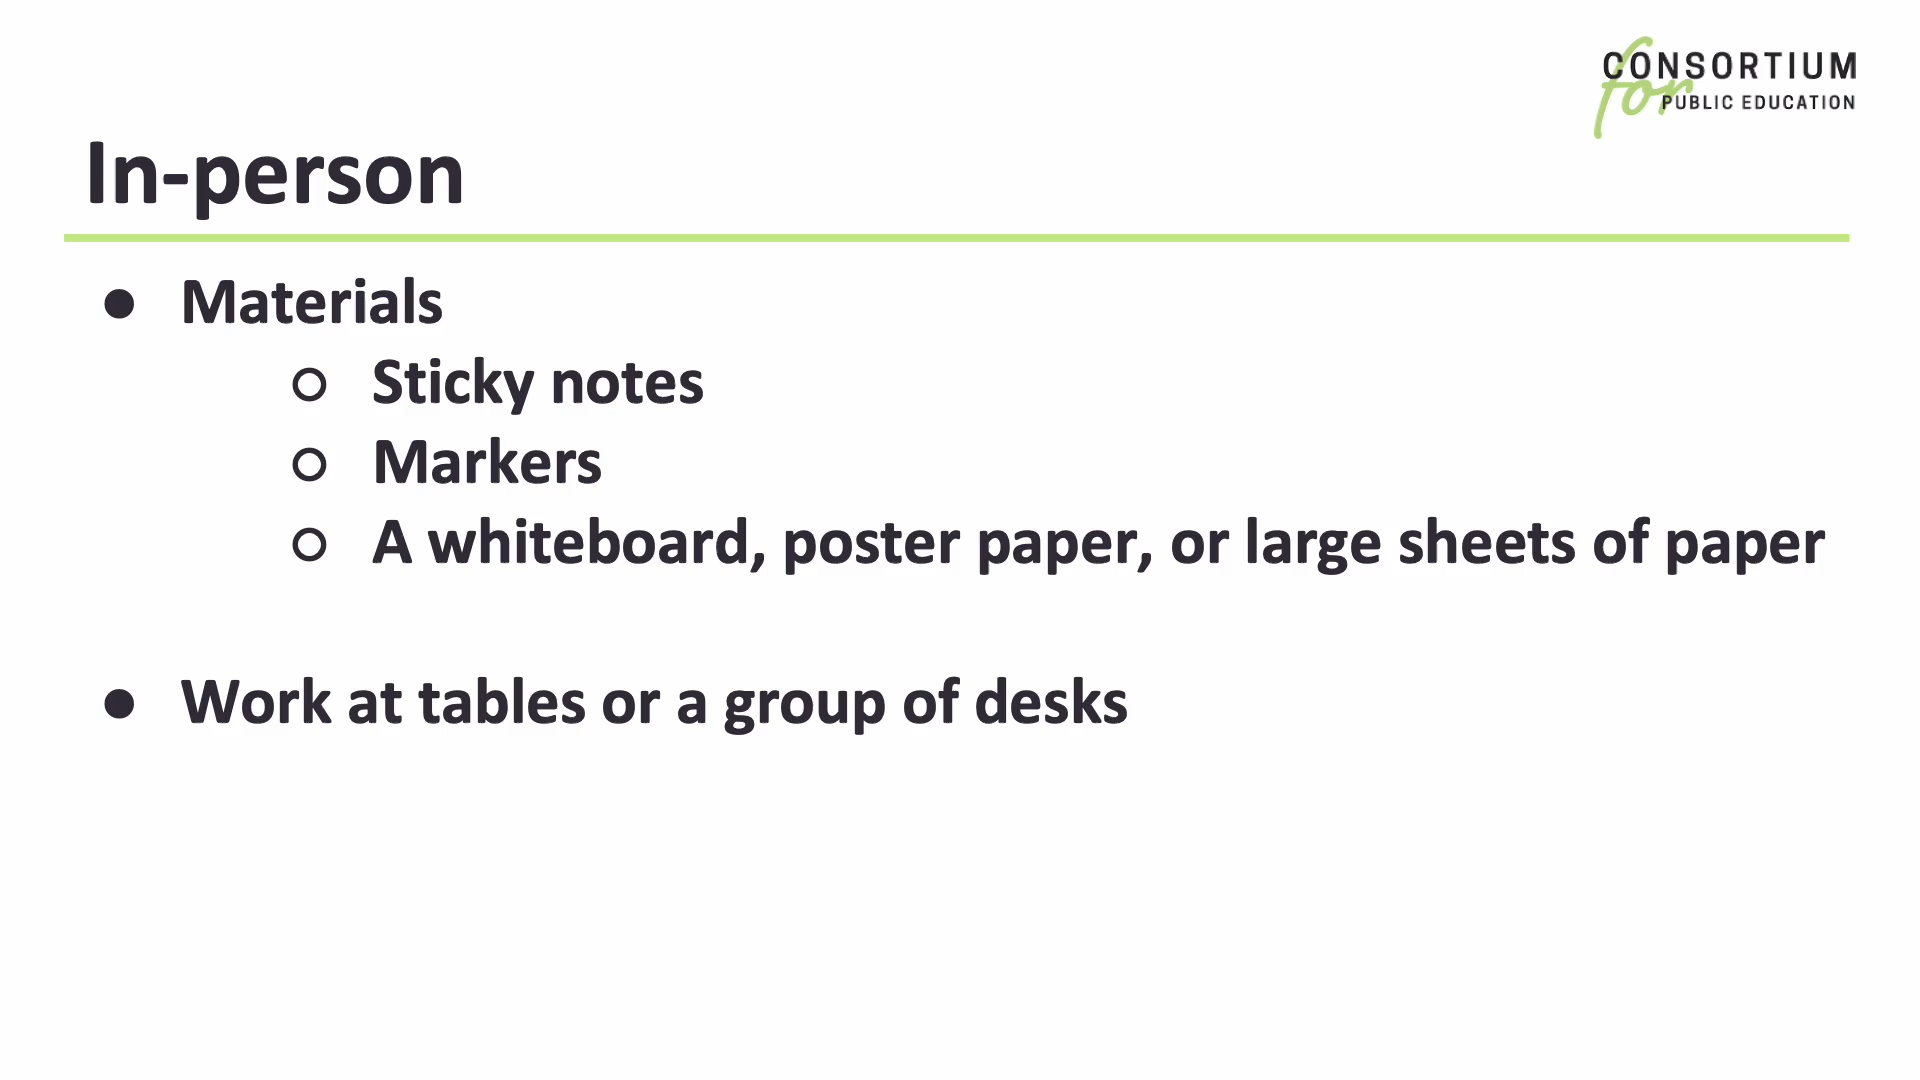 CONSORTIUM
for PUBLIC EDUCATION
In-person
● Materials
○ Sticky notes
○ Markers
○ A whiteboard, poster paper, or large sheets of paper
● Work at tables or a group of desks